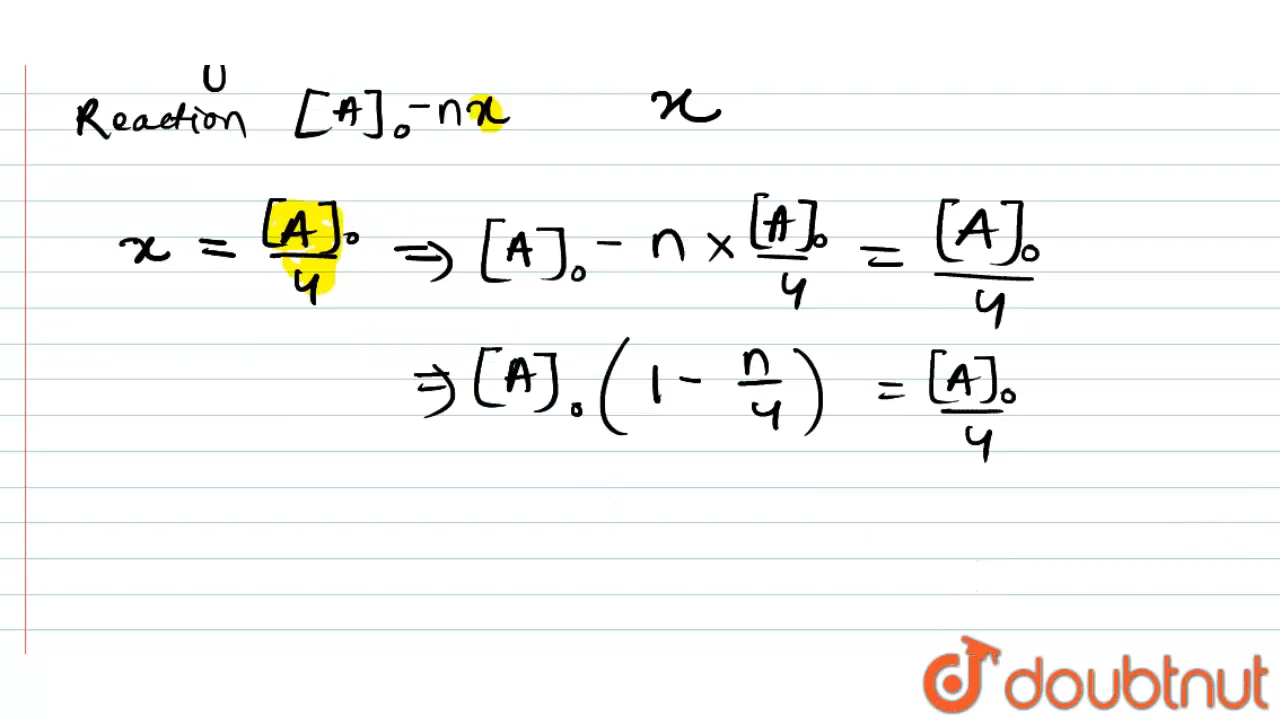 U
Reaction [A]₀ - nx x
x = [A]₀/4 ⇒ [A]₀ - n × [A]₀/4 = [A]₀/4
⇒ [A]₀ (1 - n/4) = [A]₀/4
doubtnut